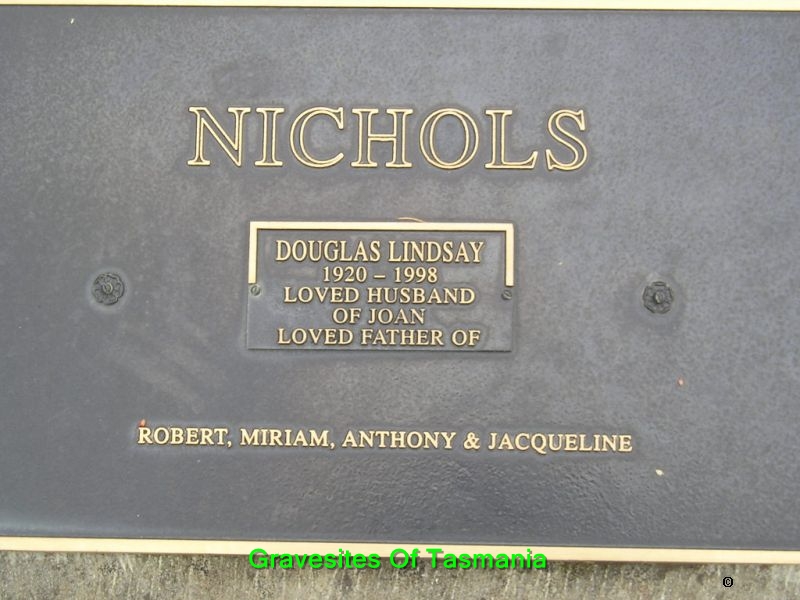 NICHOLS
DOUGLAS LINDSAY
1920 – 1998
LOVED HUSBAND
OF JOAN
LOVED FATHER OF
ROBERT, MIRIAM, ANTHONY & JACQUELINE
Gravesites Of Tasmania
©